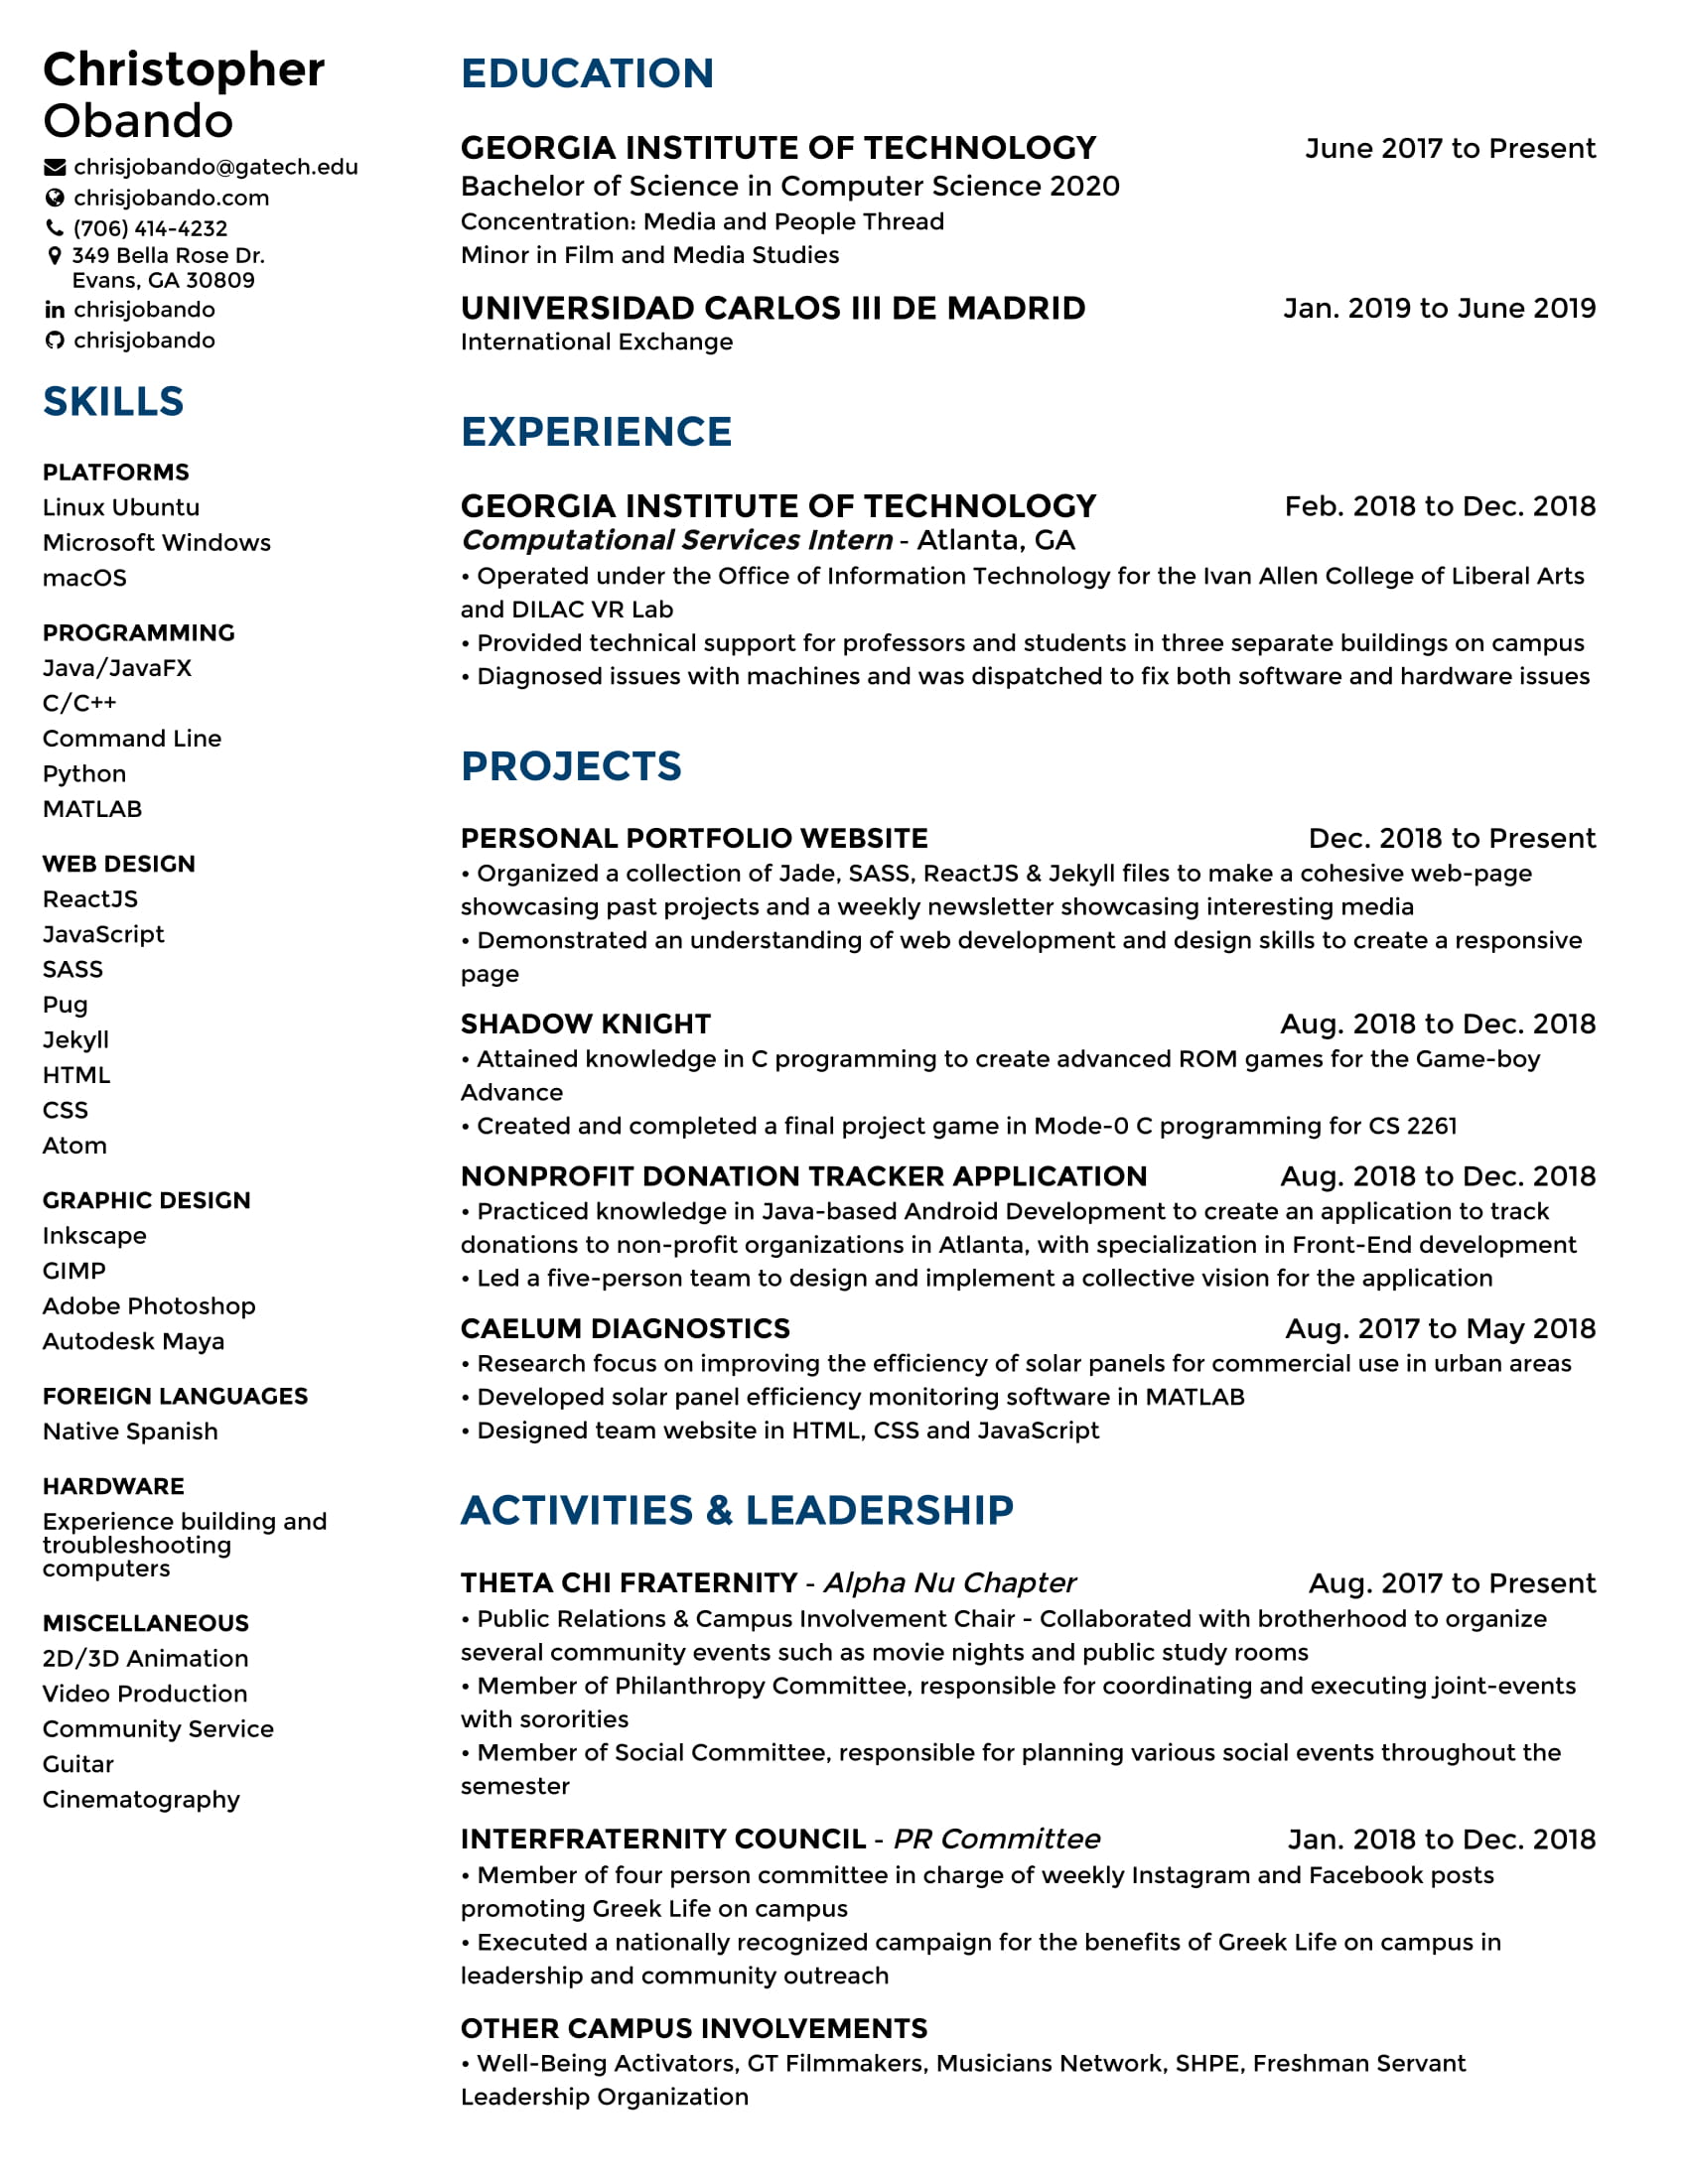 Christopher
Obando
chrisjobando@gatech.edu
chrisjobando.com
(706) 414-4232
349 Bella Rose Dr.
Evans, GA 30809
chrisjobando
chrisjobando
SKILLS
PLATFORMS
Linux Ubuntu
Microsoft Windows
macOS
PROGRAMMING
Java/JavaFX
C/C++
Command Line
Python
MATLAB
WEB DESIGN
ReactJS
JavaScript
SASS
Pug
Jekyll
HTML
CSS
Atom
GRAPHIC DESIGN
Inkscape
GIMP
Adobe Photoshop
Autodesk Maya
FOREIGN LANGUAGES
Native Spanish
HARDWARE
Experience building and
troubleshooting
computers
MISCELLANEOUS
2D/3D Animation
Video Production
Community Service
Guitar
Cinematography
EDUCATION
GEORGIA INSTITUTE OF TECHNOLOGY June 2017 to Present
Bachelor of Science in Computer Science 2020
Concentration: Media and People Thread
Minor in Film and Media Studies
UNIVERSIDAD CARLOS III DE MADRID Jan. 2019 to June 2019
International Exchange
EXPERIENCE
GEORGIA INSTITUTE OF TECHNOLOGY Feb. 2018 to Dec. 2018
Computational Services Intern - Atlanta, GA
• Operated under the Office of Information Technology for the Ivan Allen College of Liberal Arts
and DILAC VR Lab
• Provided technical support for professors and students in three separate buildings on campus
• Diagnosed issues with machines and was dispatched to fix both software and hardware issues
PROJECTS
PERSONAL PORTFOLIO WEBSITE Dec. 2018 to Present
• Organized a collection of Jade, SASS, ReactJS & Jekyll files to make a cohesive web-page
showcasing past projects and a weekly newsletter showcasing interesting media
• Demonstrated an understanding of web development and design skills to create a responsive
page
SHADOW KNIGHT Aug. 2018 to Dec. 2018
• Attained knowledge in C programming to create advanced ROM games for the Game-boy
Advance
• Created and completed a final project game in Mode-0 C programming for CS 2261
NONPROFIT DONATION TRACKER APPLICATION Aug. 2018 to Dec. 2018
• Practiced knowledge in Java-based Android Development to create an application to track
donations to non-profit organizations in Atlanta, with specialization in Front-End development
• Led a five-person team to design and implement a collective vision for the application
CAELUM DIAGNOSTICS Aug. 2017 to May 2018
• Research focus on improving the efficiency of solar panels for commercial use in urban areas
• Developed solar panel efficiency monitoring software in MATLAB
• Designed team website in HTML, CSS and JavaScript
ACTIVITIES & LEADERSHIP
THETA CHI FRATERNITY - Alpha Nu Chapter Aug. 2017 to Present
• Public Relations & Campus Involvement Chair - Collaborated with brotherhood to organize
several community events such as movie nights and public study rooms
• Member of Philanthropy Committee, responsible for coordinating and executing joint-events
with sororities
• Member of Social Committee, responsible for planning various social events throughout the
semester
INTERFRATERNITY COUNCIL - PR Committee Jan. 2018 to Dec. 2018
• Member of four person committee in charge of weekly Instagram and Facebook posts
promoting Greek Life on campus
• Executed a nationally recognized campaign for the benefits of Greek Life on campus in
leadership and community outreach
OTHER CAMPUS INVOLVEMENTS
• Well-Being Activators, GT Filmmakers, Musicians Network, SHPE, Freshman Servant
Leadership Organization